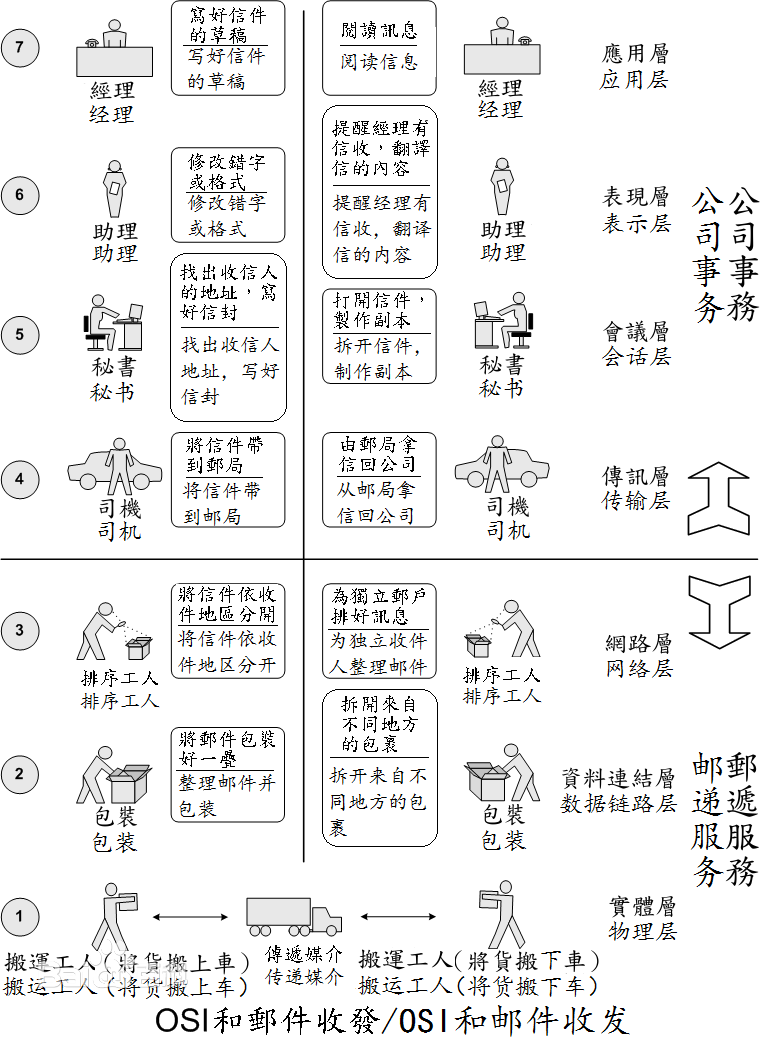 7
經理
经理
寫好信件
的草稿
写好信件
的草稿
閱讀訊息
阅读信息
經理
经理
應用層
应用层
6
助理
助理
修改錯字
或格式
修改错字
或格式
提醒經理有
信收，翻譯
信的內容
提醒经理有
信收，翻译
信的内容
助理
助理
表現層
表示层
公司事務
公司事务
5
秘書
秘书
找出收信人
的地址，寫
好信封
找出收信人
地址，写好
信封
打開信件，
製作副本
拆开信件，
制作副本
秘書
秘书
會議層
会话层
4
司機
司机
將信件帶
到郵局
将信件带
到邮局
由郵局拿
信回公司
从邮局拿
信回公司
司機
司机
傳訊層
传输层
3
排序工人
排序工人
將信件依收
件地區分開
将信件依收
件地区分开
為獨立郵戶
排好訊息
为独立收件
人整理邮件
排序工人
排序工人
網路層
网络层
2
包裝
包装
將郵件包裝
好一疊
整理邮件并
包装
拆開來自
不同地方
的包裹
拆开来自不
同地方的包
裹
包裝
包装
資料連結層
数据链路层
郵遞服務
邮递服务
1
搬運工人(將貨搬上車)
搬运工人(将货搬上车)
傳遞媒介
传递媒介
搬運工人(將貨搬下車)
搬运工人(将货搬下车)
實體層
物理层
OSI和郵件收發/OSI和邮件收发